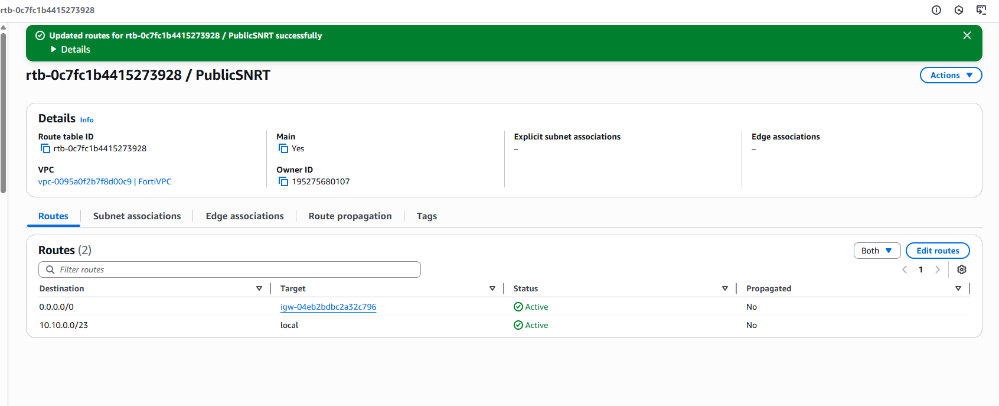 rtb-0c7fc1b4415273928
Updated routes for rtb-0c7fc1b4415273928 / PublicSNRT successfully
Details
rtb-0c7fc1b4415273928 / PublicSNRT
Actions
Details Info
Route table ID
rtb-0c7fc1b4415273928
Main
Yes
Explicit subnet associations
–
Edge associations
–
VPC
vpc-0095a0f2b7f8d00c9 | FortiVPC
Owner ID
195275680107
Routes Subnet associations Edge associations Route propagation Tags
Routes (2)
Both Edit routes
Filter routes
1
Destination Target Status Propagated
0.0.0.0/0 igw-04eb2bdbc2a32c796 Active No
10.10.0.0/23 local Active No